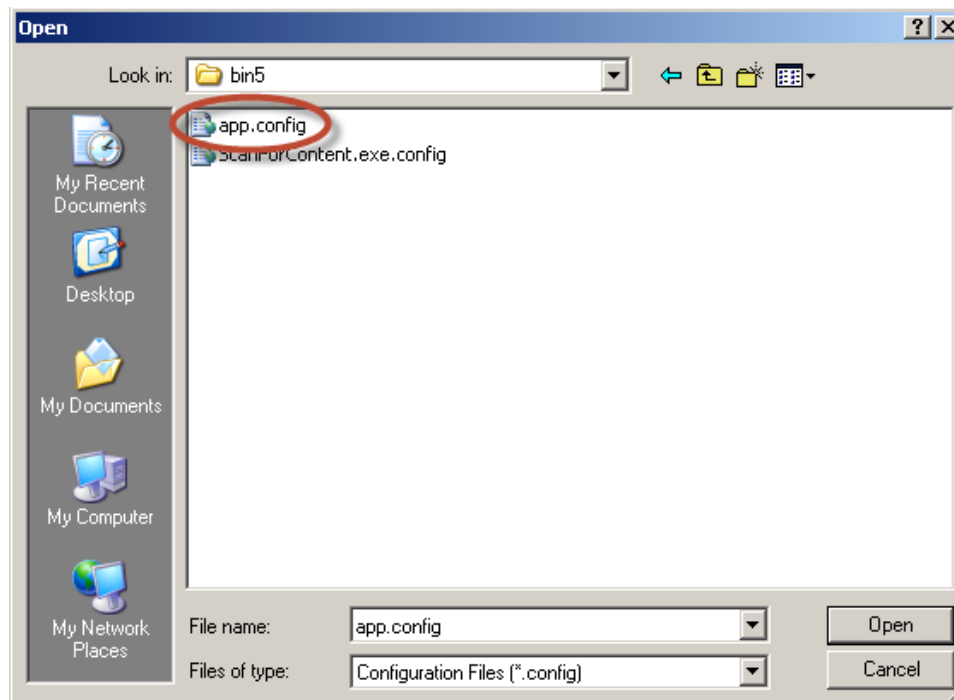 Open
Look in:
bin5
app.config
ScanForContent.exe.config
My Recent
Documents
Desktop
My Documents
My Computer
My Network
Places
File name:
app.config
Open
Files of type:
Configuration Files (*.config)
Cancel